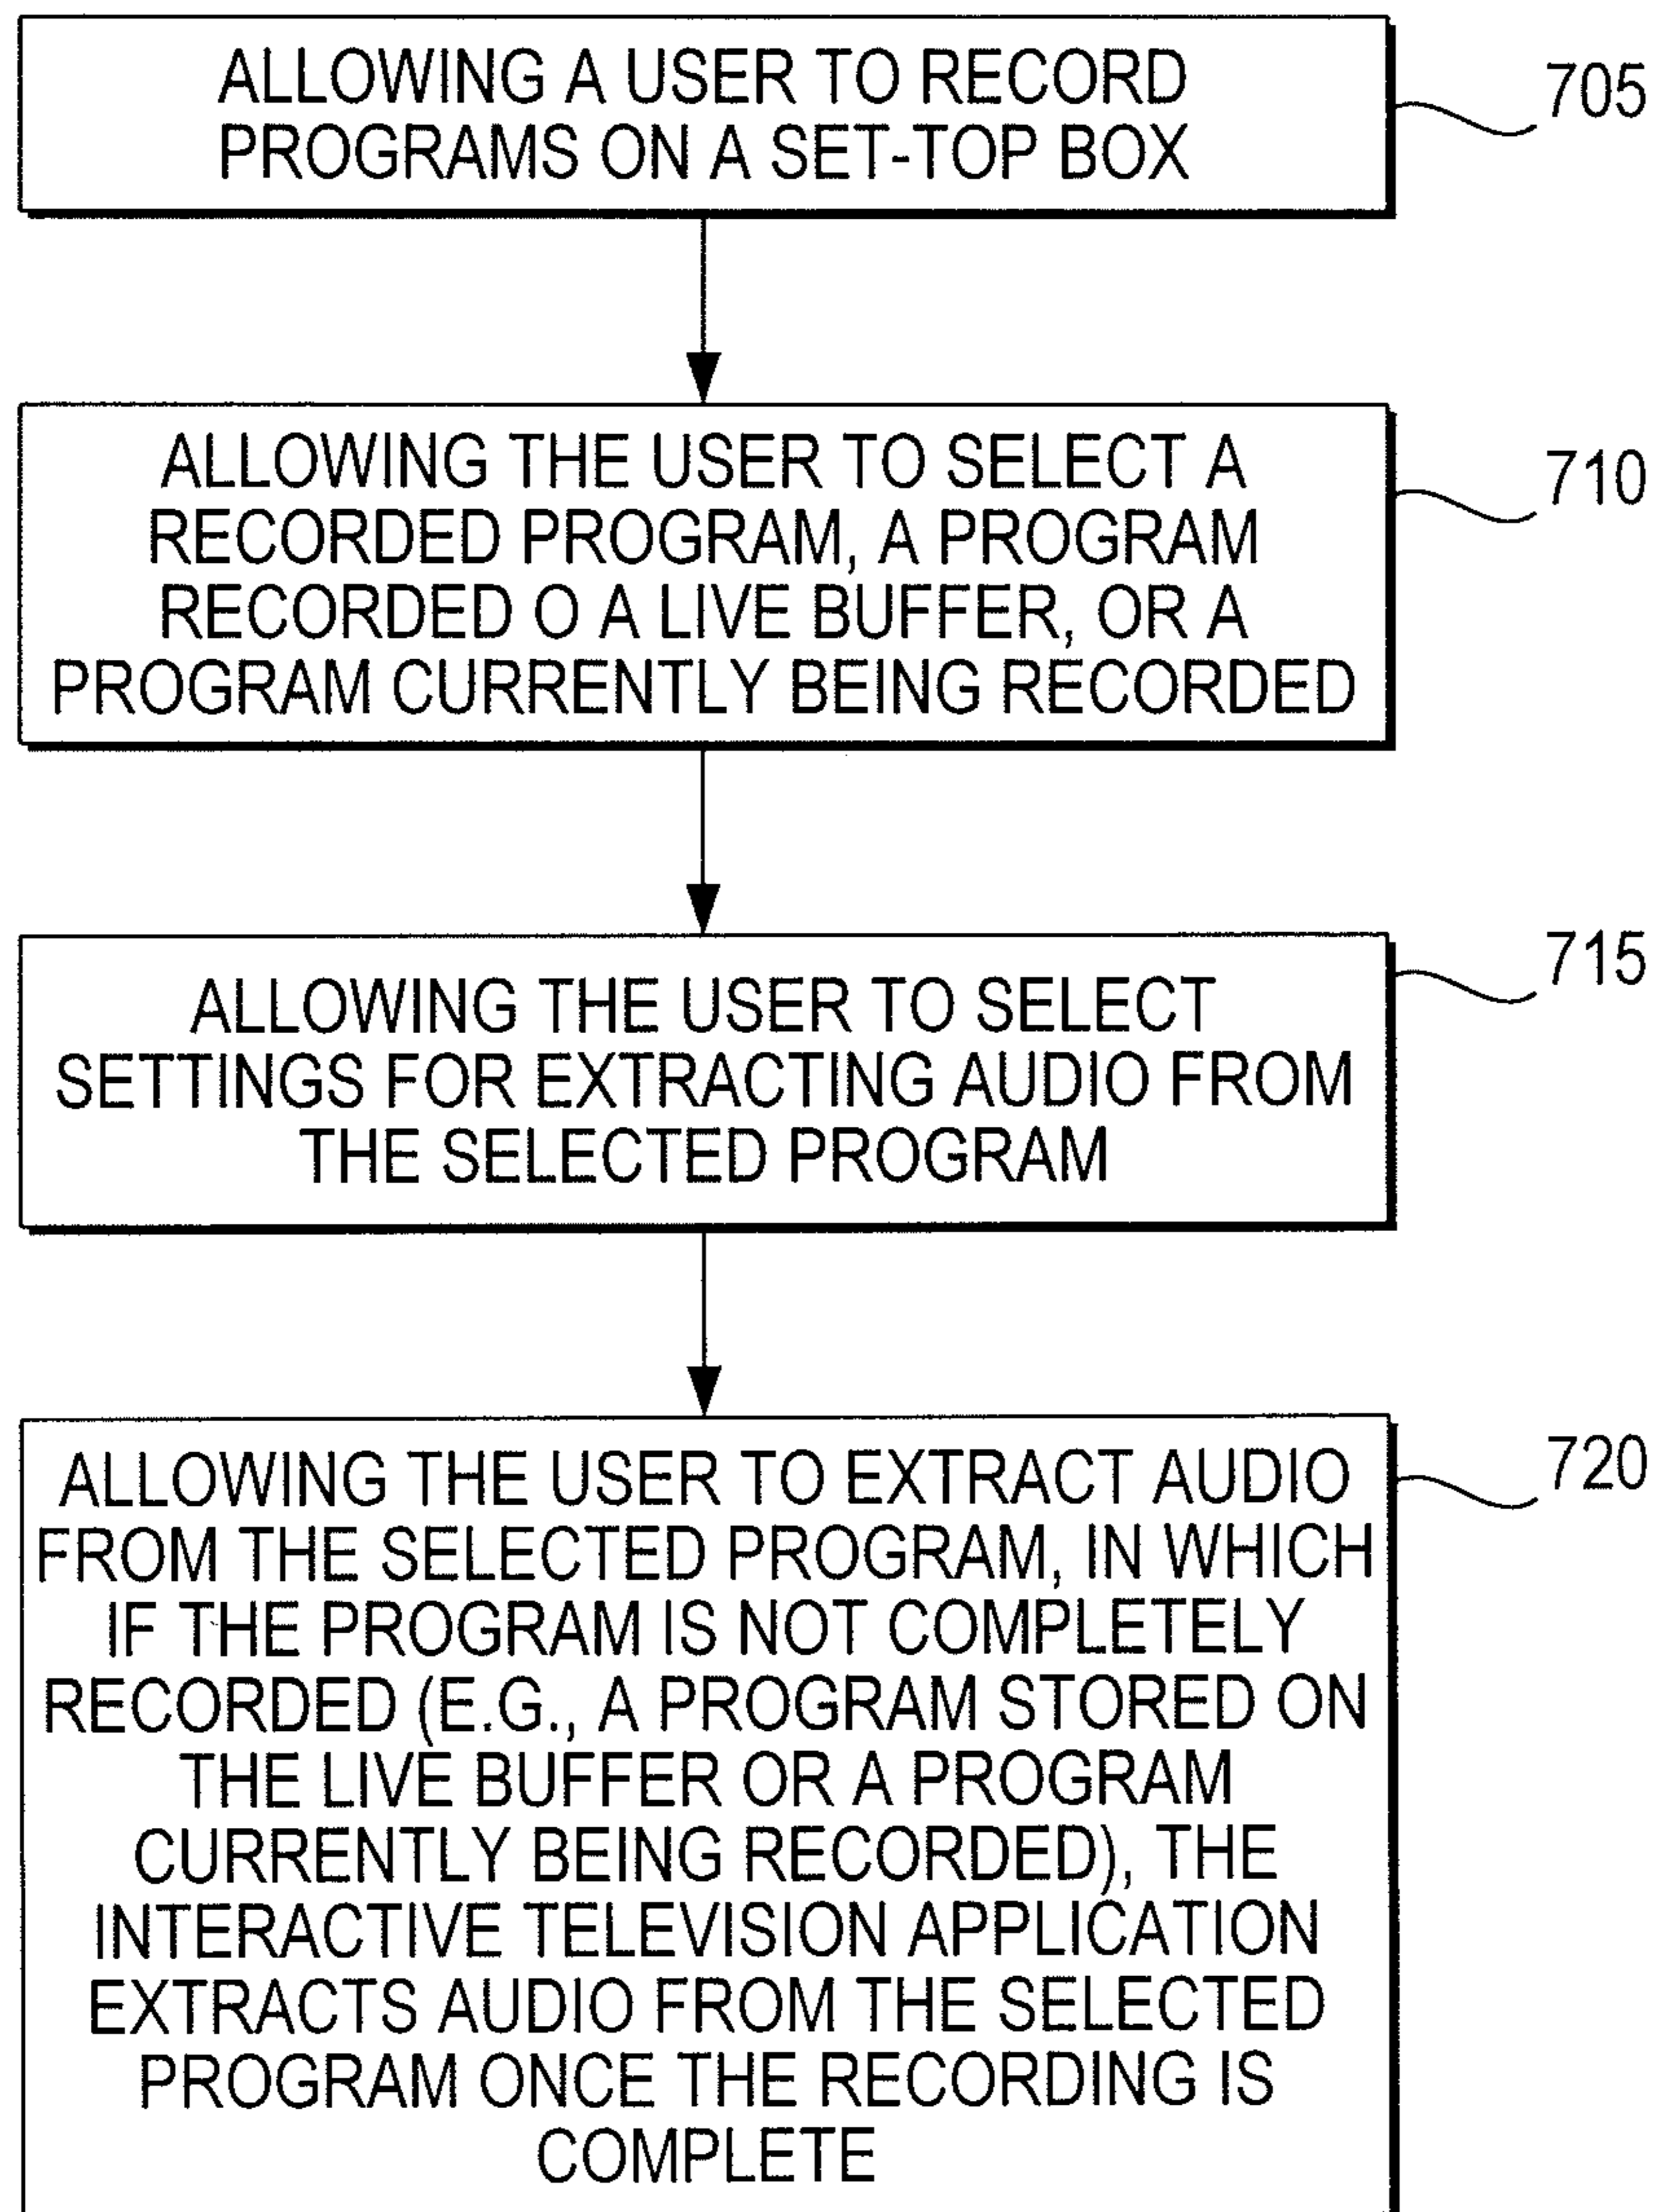 ALLOWING A USER TO RECORD
PROGRAMS ON A SET-TOP BOX
705
ALLOWING THE USER TO SELECT A
RECORDED PROGRAM, A PROGRAM
RECORDED O A LIVE BUFFER, OR A
PROGRAM CURRENTLY BEING RECORDED
710
ALLOWING THE USER TO SELECT
SETTINGS FOR EXTRACTING AUDIO FROM
THE SELECTED PROGRAM
715
ALLOWING THE USER TO EXTRACT AUDIO
FROM THE SELECTED PROGRAM, IN WHICH
IF THE PROGRAM IS NOT COMPLETELY
RECORDED (E.G., A PROGRAM STORED ON
THE LIVE BUFFER OR A PROGRAM
CURRENTLY BEING RECORDED), THE
INTERACTIVE TELEVISION APPLICATION
EXTRACTS AUDIO FROM THE SELECTED
PROGRAM ONCE THE RECORDING IS
COMPLETE
720